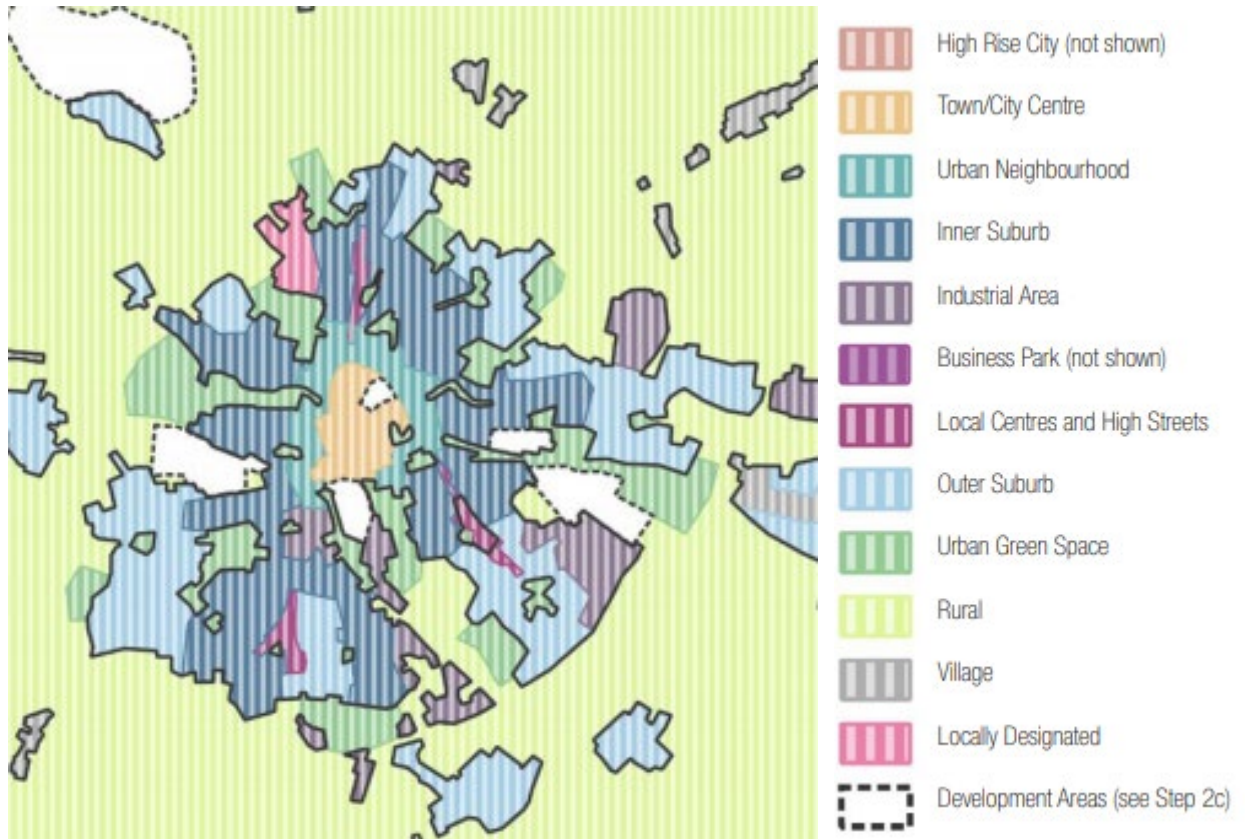 High Rise City (not shown)
Town/City Centre
Urban Neighbourhood
Inner Suburb
Industrial Area
Business Park (not shown)
Local Centres and High Streets
Outer Suburb
Urban Green Space
Rural
Village
Locally Designated
Development Areas (see Step 2c)